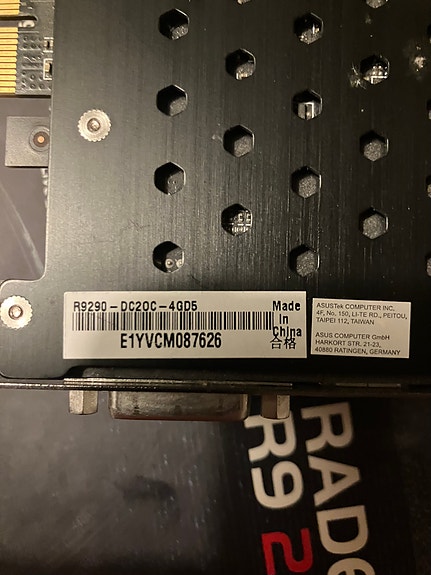 R9290-DC2OC-4GD5
Made
in
China
合格
E1YVCM087626
ASUSTek COMPUTER INC.
4F, No. 150, LI-TE RD., PEITOU,
TAIPEI 112, TAIWAN
ASUS COMPUTER GmbH
HARKORT STR. 21-23,
40880 RATINGEN, GERMANY
R9 2